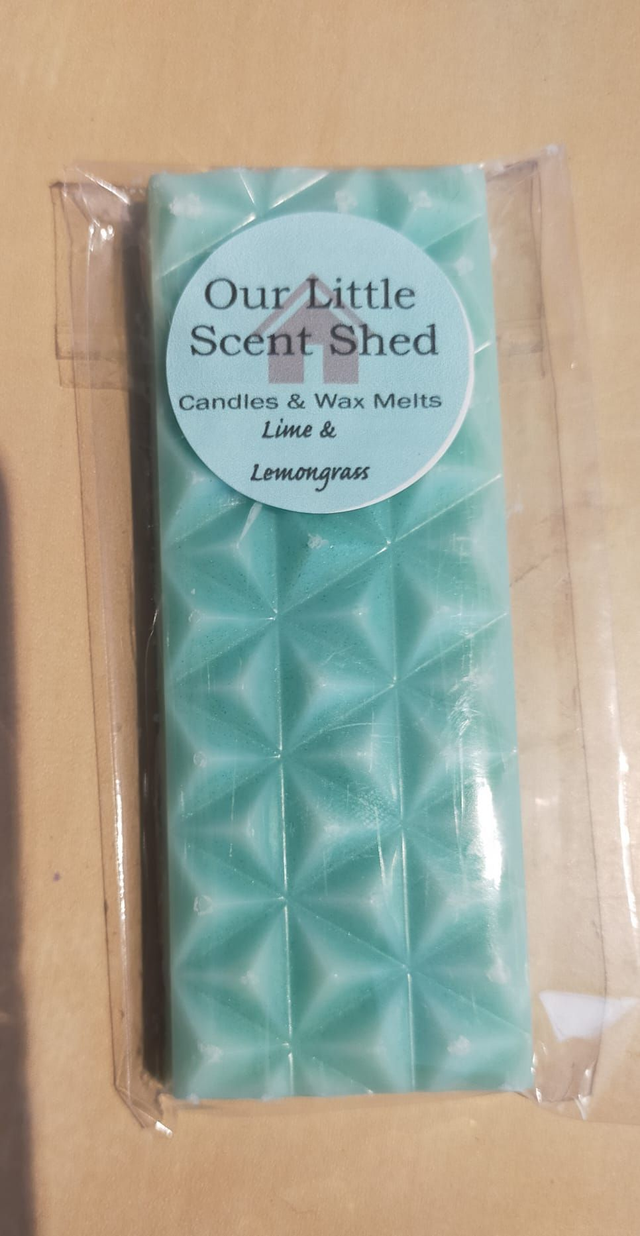 Our Little
Scent Shed
Candles & Wax Melts
Lime &
Lemongrass